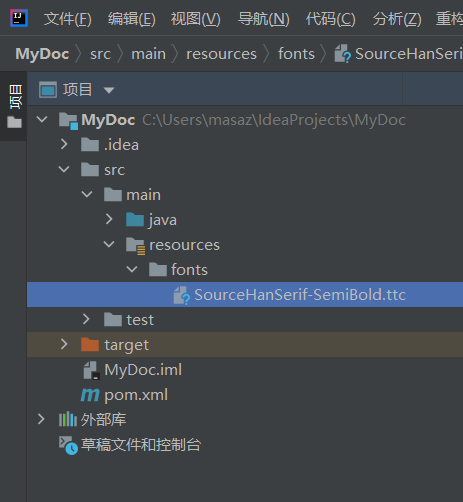 文件(F) 编辑(E) 视图(V) 导航(N) 代码(C) 分析(Z) 重构
MyDoc src main resources fonts SourceHanSeri
项目
项目
MyDoc C:\Users\masaz\IdeaProjects\MyDoc
.idea
src
main
java
resources
fonts
SourceHanSerif-SemiBold.ttc
test
target
MyDoc.iml
pom.xml
外部库
草稿文件和控制台